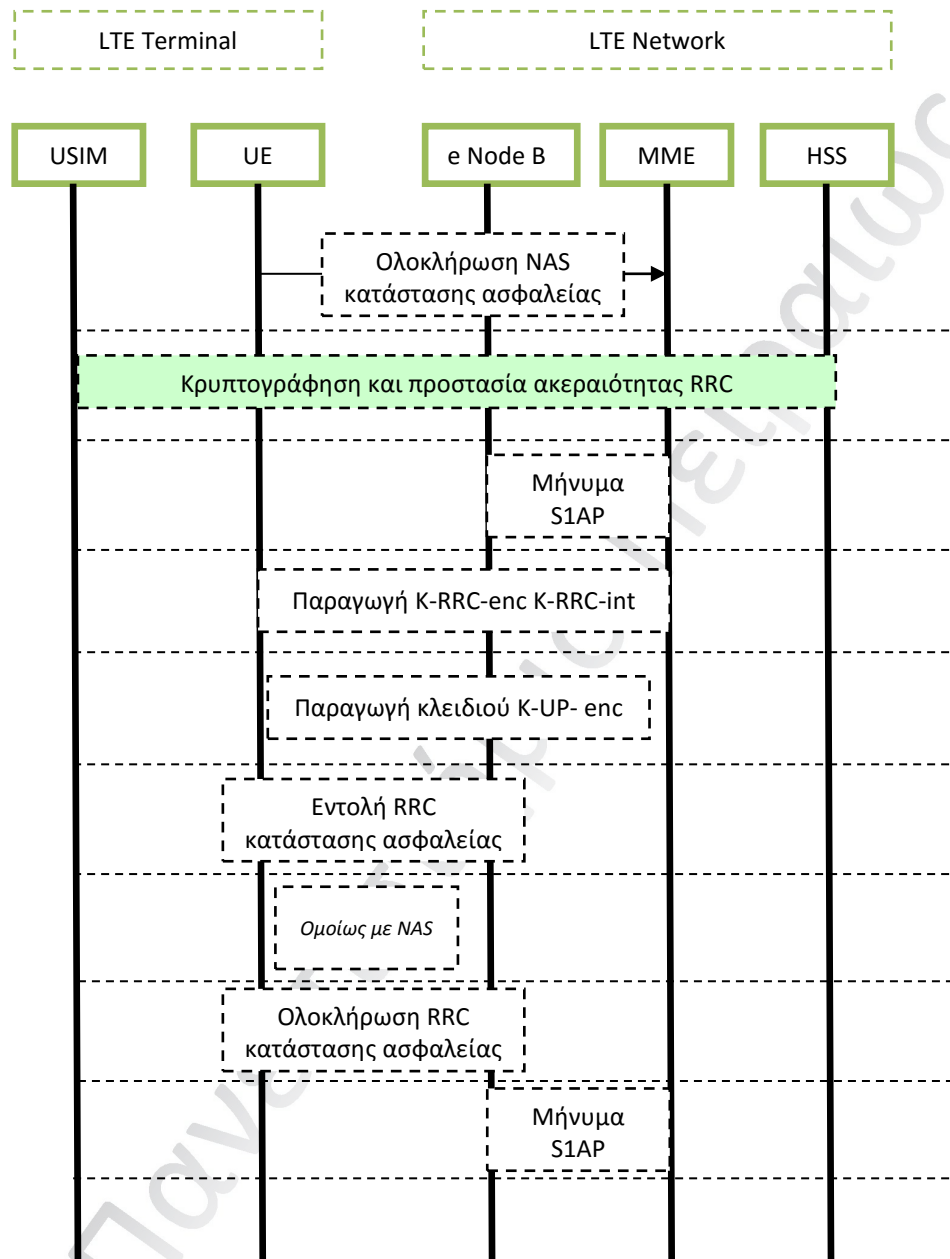 LTE Terminal
LTE Network
USIM
UE
e Node B
MME
HSS
Ολοκλήρωση NAS
κατάστασης ασφαλείας
Κρυπτογράφηση και προστασία ακεραιότητας RRC
Μήνυμα
S1AP
Παραγωγή K-RRC-enc K-RRC-int
Παραγωγή κλειδιού K-UP- enc
Εντολή RRC
κατάστασης ασφαλείας
Ομοίως με NAS
Ολοκλήρωση RRC
κατάστασης ασφαλείας
Μήνυμα
S1AP